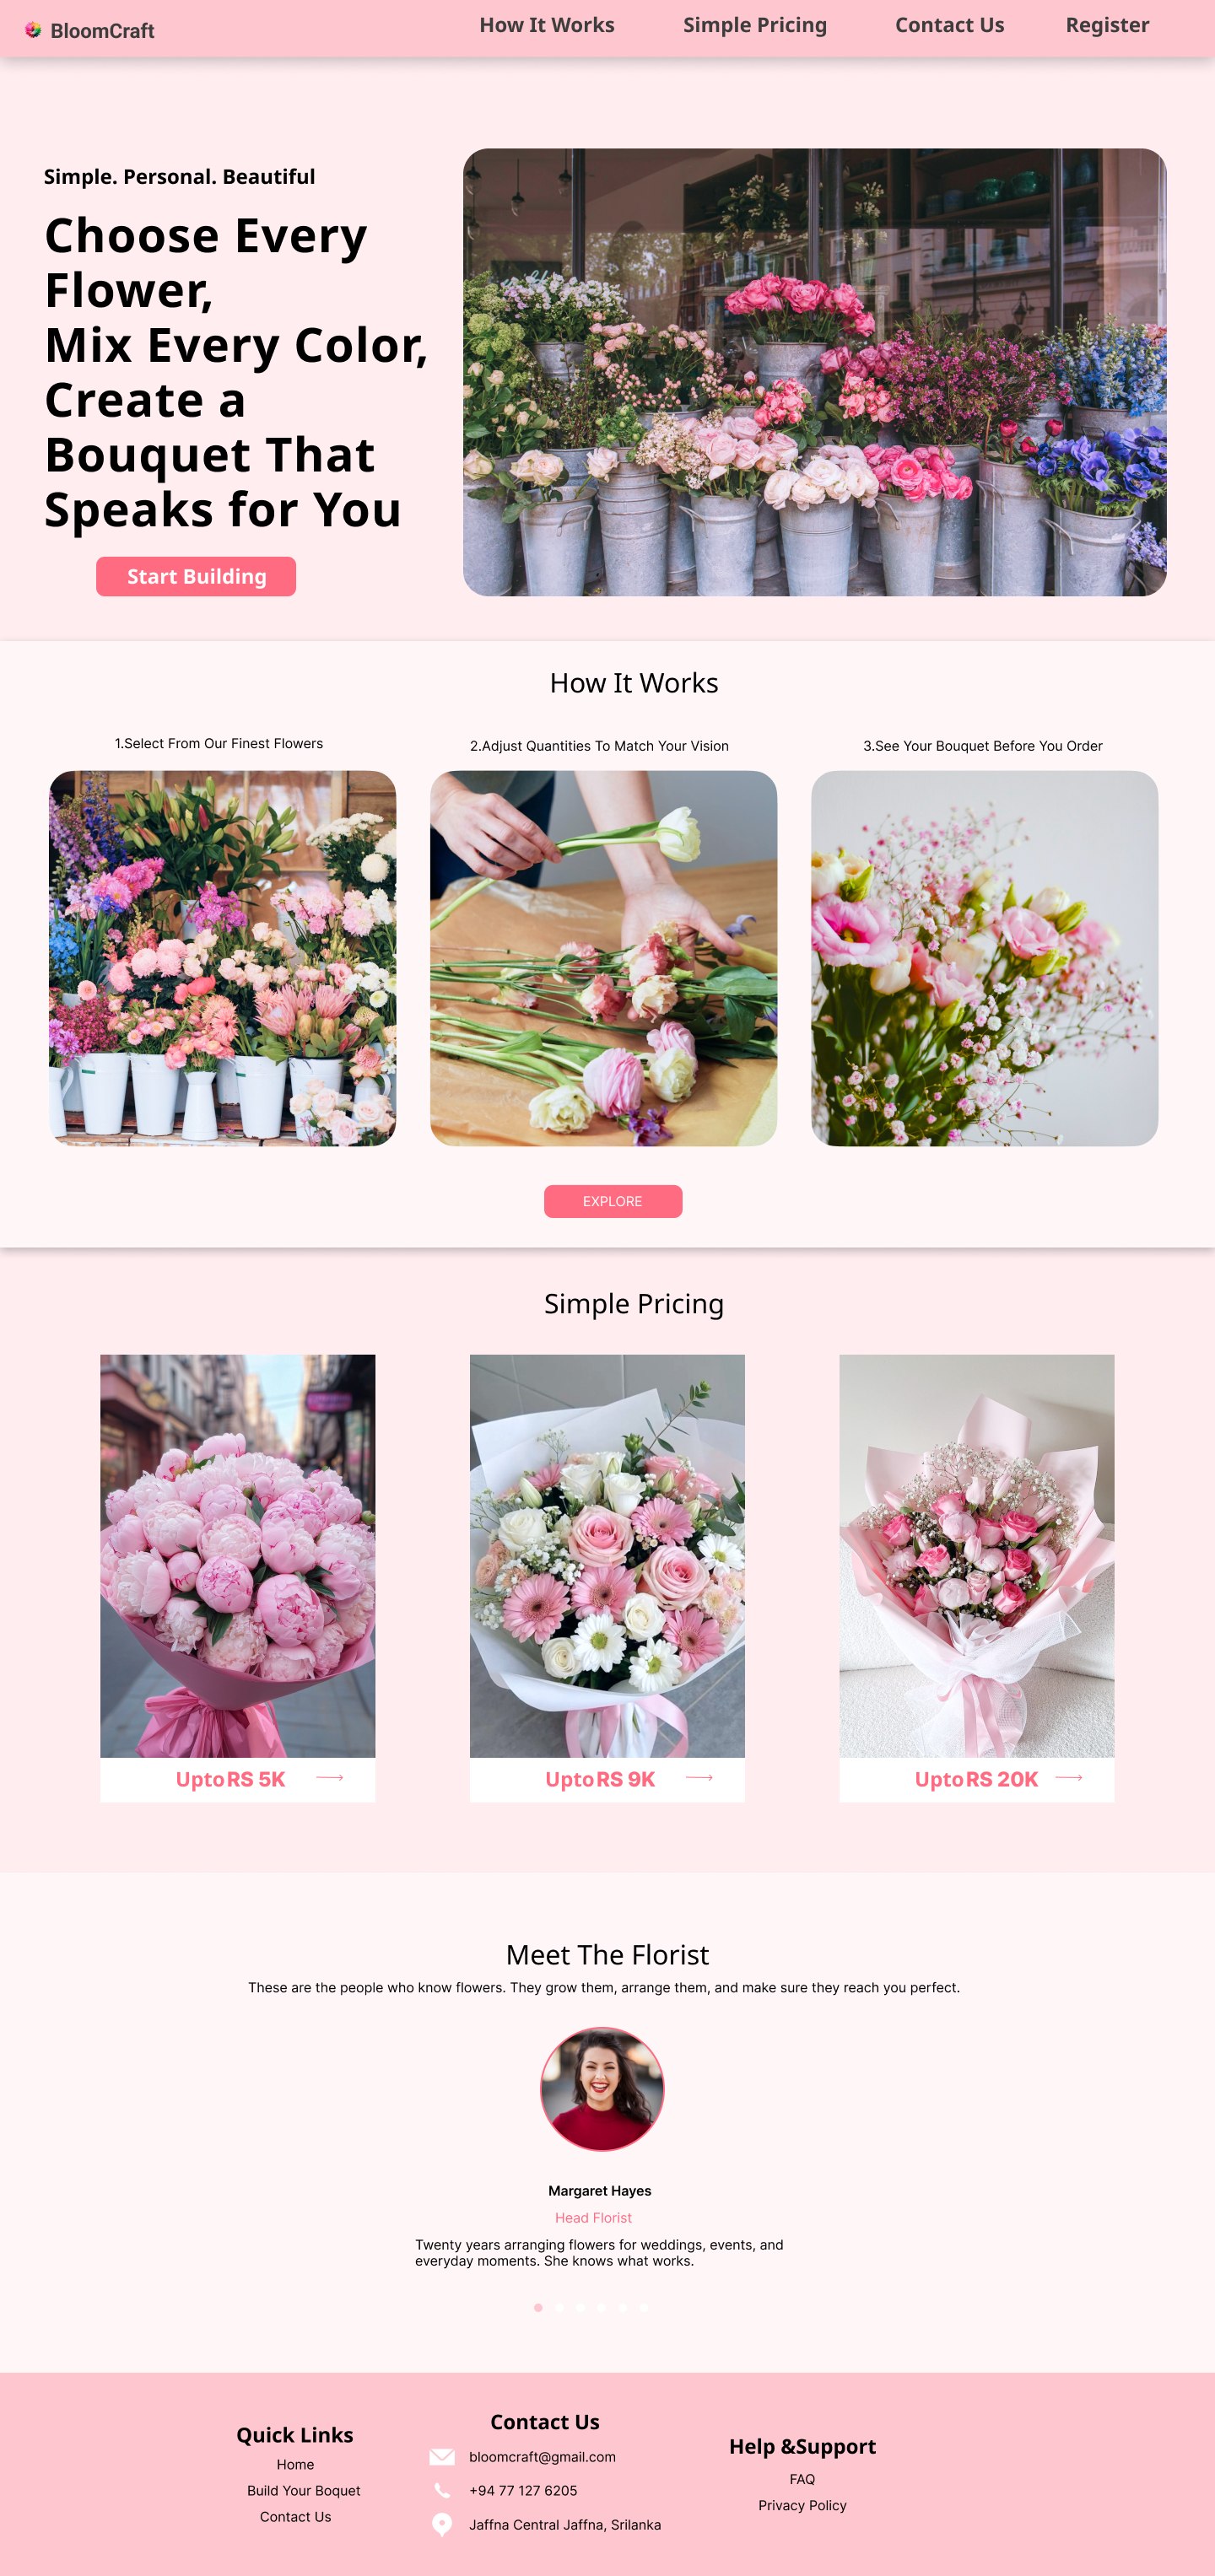 BloomCraft
How It Works
Simple Pricing
Contact Us
Register
Simple. Personal. Beautiful
Choose Every
Flower,
Mix Every Color,
Create a
Bouquet That
Speaks for You
Start Building
How It Works
1.Select From Our Finest Flowers
2.Adjust Quantities To Match Your Vision
3.See Your Bouquet Before You Order
EXPLORE
Simple Pricing
Upto RS 5K
Upto RS 9K
Upto RS 20K
Meet The Florist
These are the people who know flowers. They grow them, arrange them, and make sure they reach you perfect.
Margaret Hayes
Head Florist
Twenty years arranging flowers for weddings, events, and
everyday moments. She knows what works.
Quick Links
Home
Build Your Boquet
Contact Us
Contact Us
bloomcraft@gmail.com
+94 77 127 6205
Jaffna Central Jaffna, Srilanka
Help &Support
FAQ
Privacy Policy